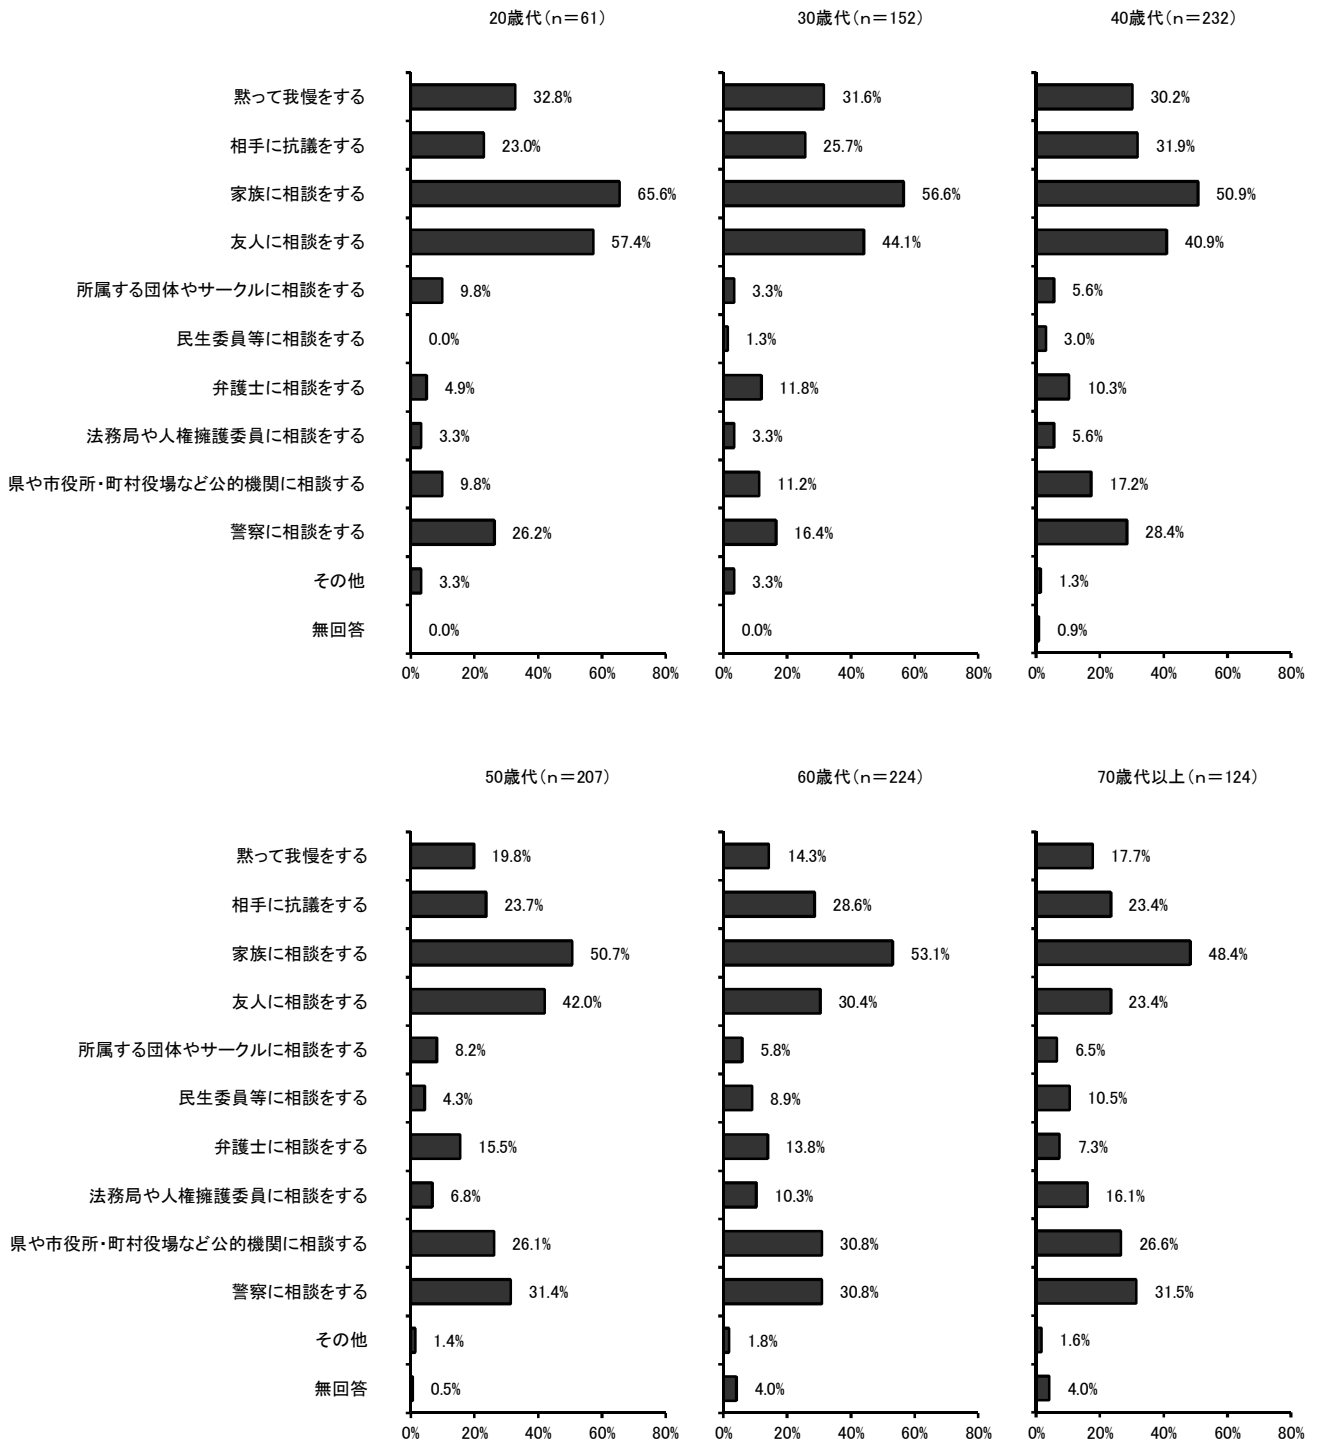 20歳代(n=61) 30歳代(n=152) 40歳代(n=232)
黙って我慢をする 32.8% 31.6% 30.2%
相手に抗議をする 23.0% 25.7% 31.9%
家族に相談をする 65.6% 56.6% 50.9%
友人に相談をする 57.4% 44.1% 40.9%
所属する団体やサークルに相談をする 9.8% 3.3% 5.6%
民生委員等に相談をする 0.0% 1.3% 3.0%
弁護士に相談をする 4.9% 11.8% 10.3%
法務局や人権擁護委員に相談をする 3.3% 3.3% 5.6%
県や市役所・町村役場など公的機関に相談する 9.8% 11.2% 17.2%
警察に相談をする 26.2% 16.4% 28.4%
その他 3.3% 3.3% 1.3%
無回答 0.0% 0.0% 0.9%
0% 20% 40% 60% 80% 0% 20% 40% 60% 80% 0% 20% 40% 60% 80%
50歳代(n=207) 60歳代(n=224) 70歳代以上(n=124)
黙って我慢をする 19.8% 14.3% 17.7%
相手に抗議をする 23.7% 28.6% 23.4%
家族に相談をする 50.7% 53.1% 48.4%
友人に相談をする 42.0% 30.4% 23.4%
所属する団体やサークルに相談をする 8.2% 5.8% 6.5%
民生委員等に相談をする 4.3% 8.9% 10.5%
弁護士に相談をする 15.5% 13.8% 7.3%
法務局や人権擁護委員に相談をする 6.8% 10.3% 16.1%
県や市役所・町村役場など公的機関に相談する 26.1% 30.8% 26.6%
警察に相談をする 31.4% 30.8% 31.5%
その他 1.4% 1.8% 1.6%
無回答 0.5% 4.0% 4.0%
0% 20% 40% 60% 80% 0% 20% 40% 60% 80% 0% 20% 40% 60% 80%